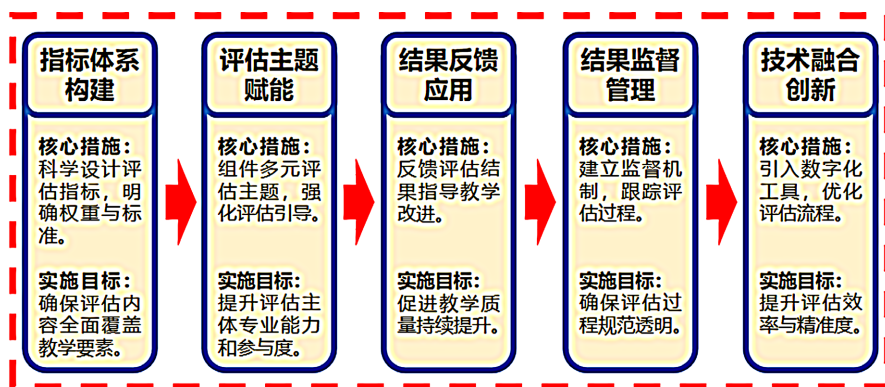 指标体系
构建
核心措施：
科学设计评
估指标，明
确权重与标
准。
实施目标：
确保评估内
容全面覆盖
教学要素。
评估主题
赋能
核心措施：
组件多元评
估主题，强
化评估引导。
实施目标：
提升评估主
体专业能力
和参与度。
结果反馈
应用
核心措施：
反馈评估结
果指导教学
改进。
实施目标：
促进教学质
量持续提升。
结果监督
管理
核心措施：
建立监督机
制，跟踪评
估过程。
实施目标：
确保评估过
程规范透明。
技术融合
创新
核心措施：
引入数字化
工具，优化
评估流程。
实施目标：
提升评估效
率与精准度。